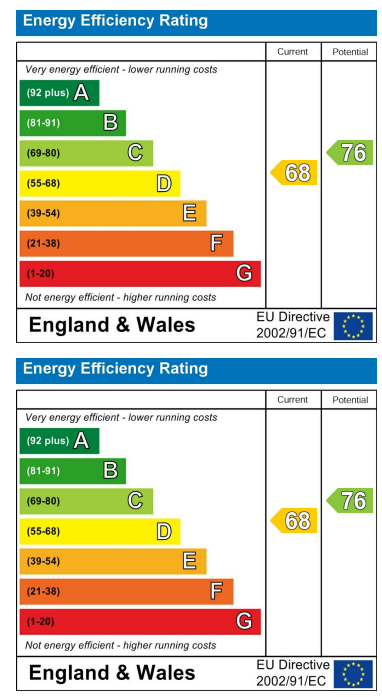 Energy Efficiency Rating
Current Potential
Very energy efficient - lower running costs
(92 plus) A
(81-91) B
(69-80) C 76
(55-68) D 68
(39-54) E
(21-38) F
(1-20) G
Not energy efficient - higher running costs
England & Wales EU Directive 2002/91/EC
Energy Efficiency Rating
Current Potential
Very energy efficient - lower running costs
(92 plus) A
(81-91) B
(69-80) C 76
(55-68) D 68
(39-54) E
(21-38) F
(1-20) G
Not energy efficient - higher running costs
England & Wales EU Directive 2002/91/EC